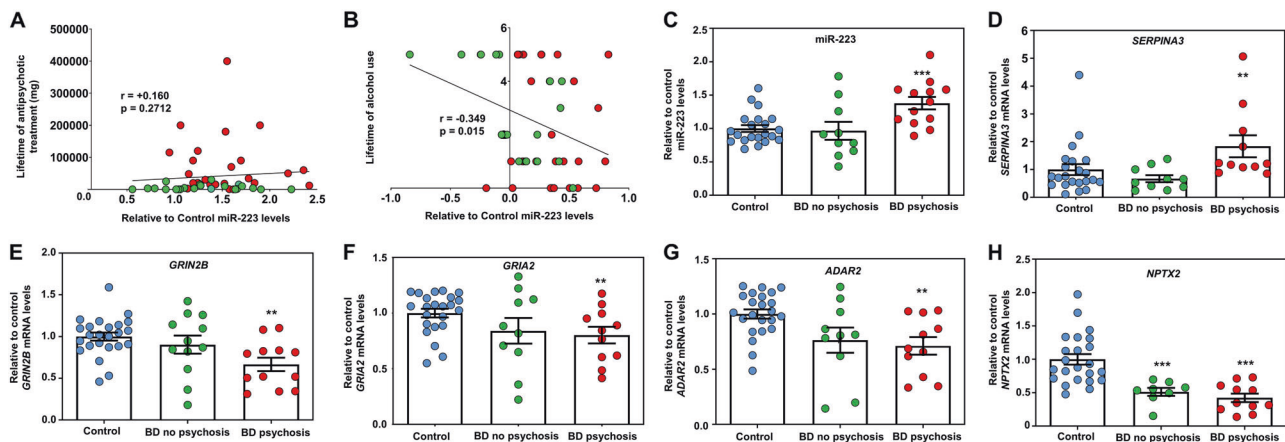 A
Lifetime of antipsychotic
treatment (mg)
500000
400000
300000
200000
100000
0
r = +0.160
p = 0.2712
0.0
0.5
1.0
1.5
2.0
2.5
Relative to Control miR-223 levels
B
Lifetime of alcohol use
6
4
2
r = -0.349
p = 0.015
-1.0
-0.5
0.0
0.5
1.0
Relative to Control miR-223 levels
C
miR-223
Relative to control
miR-223 levels
2.5
2.0
1.5
1.0
0.5
0.0
***
Control
BD no psychosis
BD psychosis
D
SERPINA3
Relative to control
SERPINA3 mRNA levels
6
5
4
3
2
1
0
**
Control
BD no psychosis
BD psychosis
E
GRIN2B
Relative to control
GRIN2B mRNA levels
2.0
1.5
1.0
0.5
0.0
**
Control
BD no psychosis
BD psychosis
F
GRIA2
Relative to control
GRIA2 mRNA levels
1.5
1.0
0.5
0.0
**
Control
BD no psychosis
BD psychosis
G
ADAR2
Relative to control
ADAR2 mRNA levels
1.5
1.0
0.5
0.0
**
Control
BD no psychosis
BD psychosis
H
NPTX2
Relative to control
NPTX2 mRNA levels
2.5
2.0
1.5
1.0
0.5
0.0
***
***
Control
BD no psychosis
BD psychosis